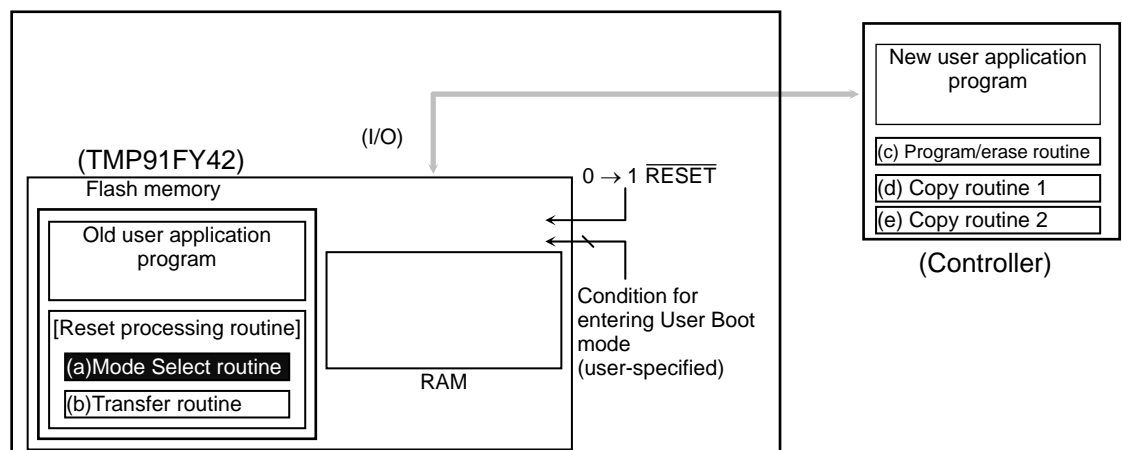 (TMP91FY42)
Flash memory
Old user application
program
[Reset processing routine]
(a)Mode Select routine
(b)Transfer routine
RAM
(I/O)
0 → 1 RESET
Condition for
entering User Boot
mode
(user-specified)
New user application
program
(c) Program/erase routine
(d) Copy routine 1
(e) Copy routine 2
(Controller)